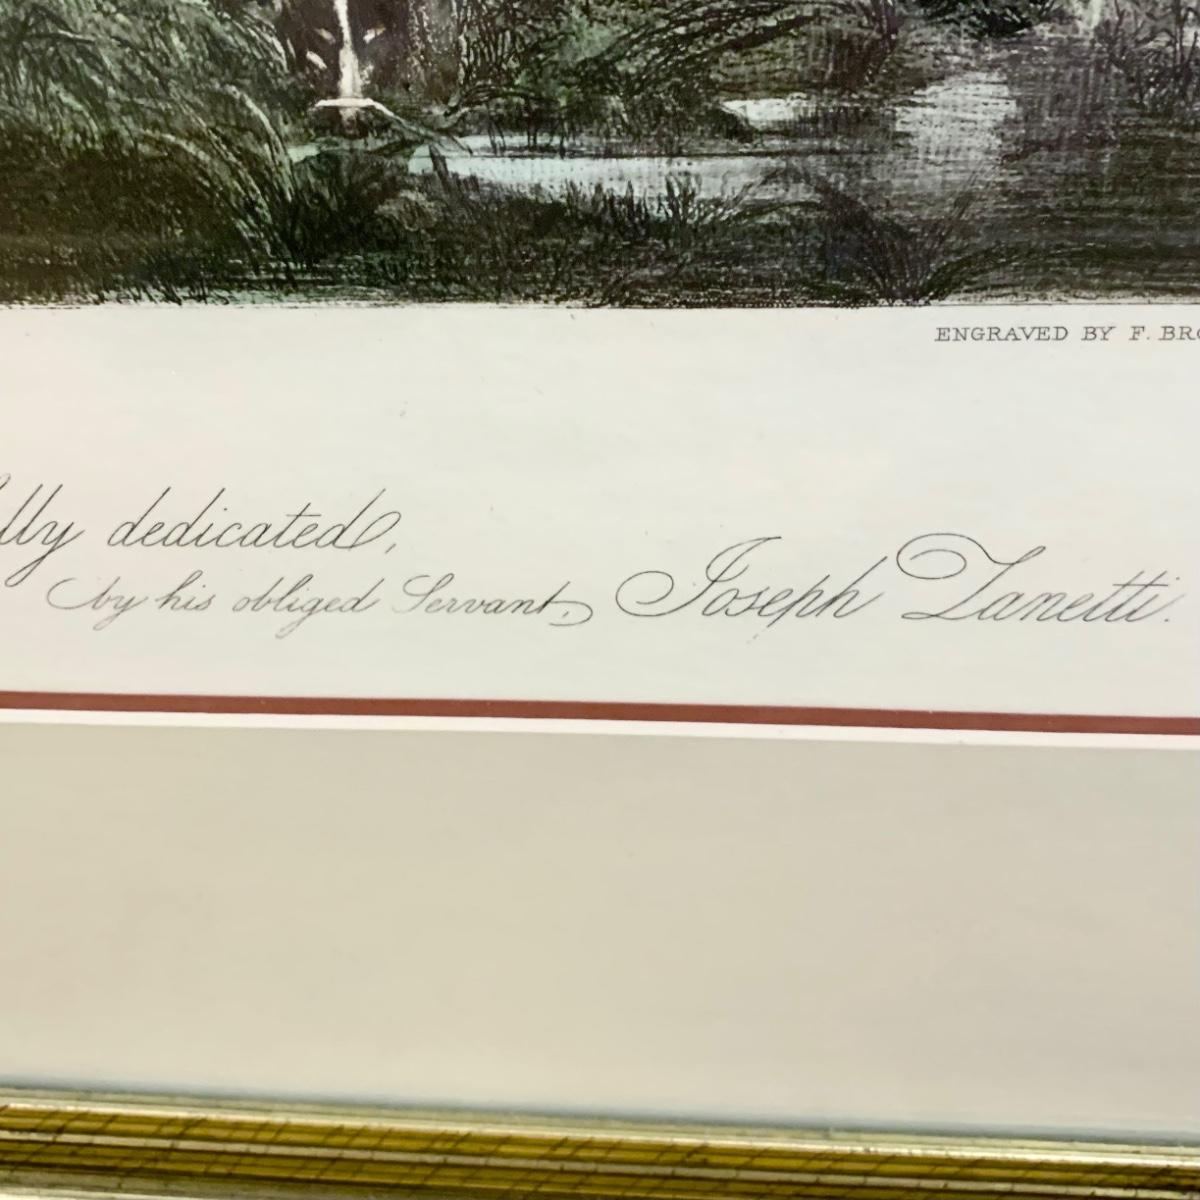 ENGRAVED BY F. BRO
lly dedicated,
by his obliged Servant, Joseph Zanetti.